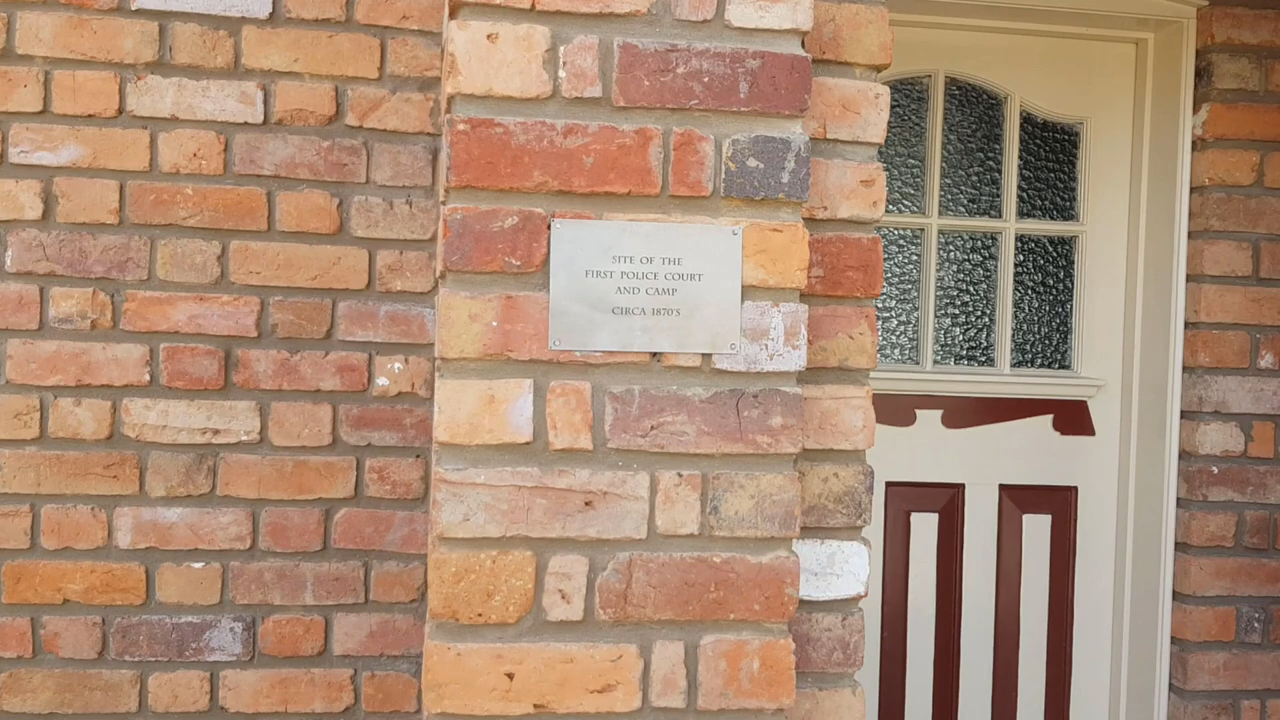 SITE OF THE
FIRST POLICE COURT
AND CAMP
CIRCA 1870'S